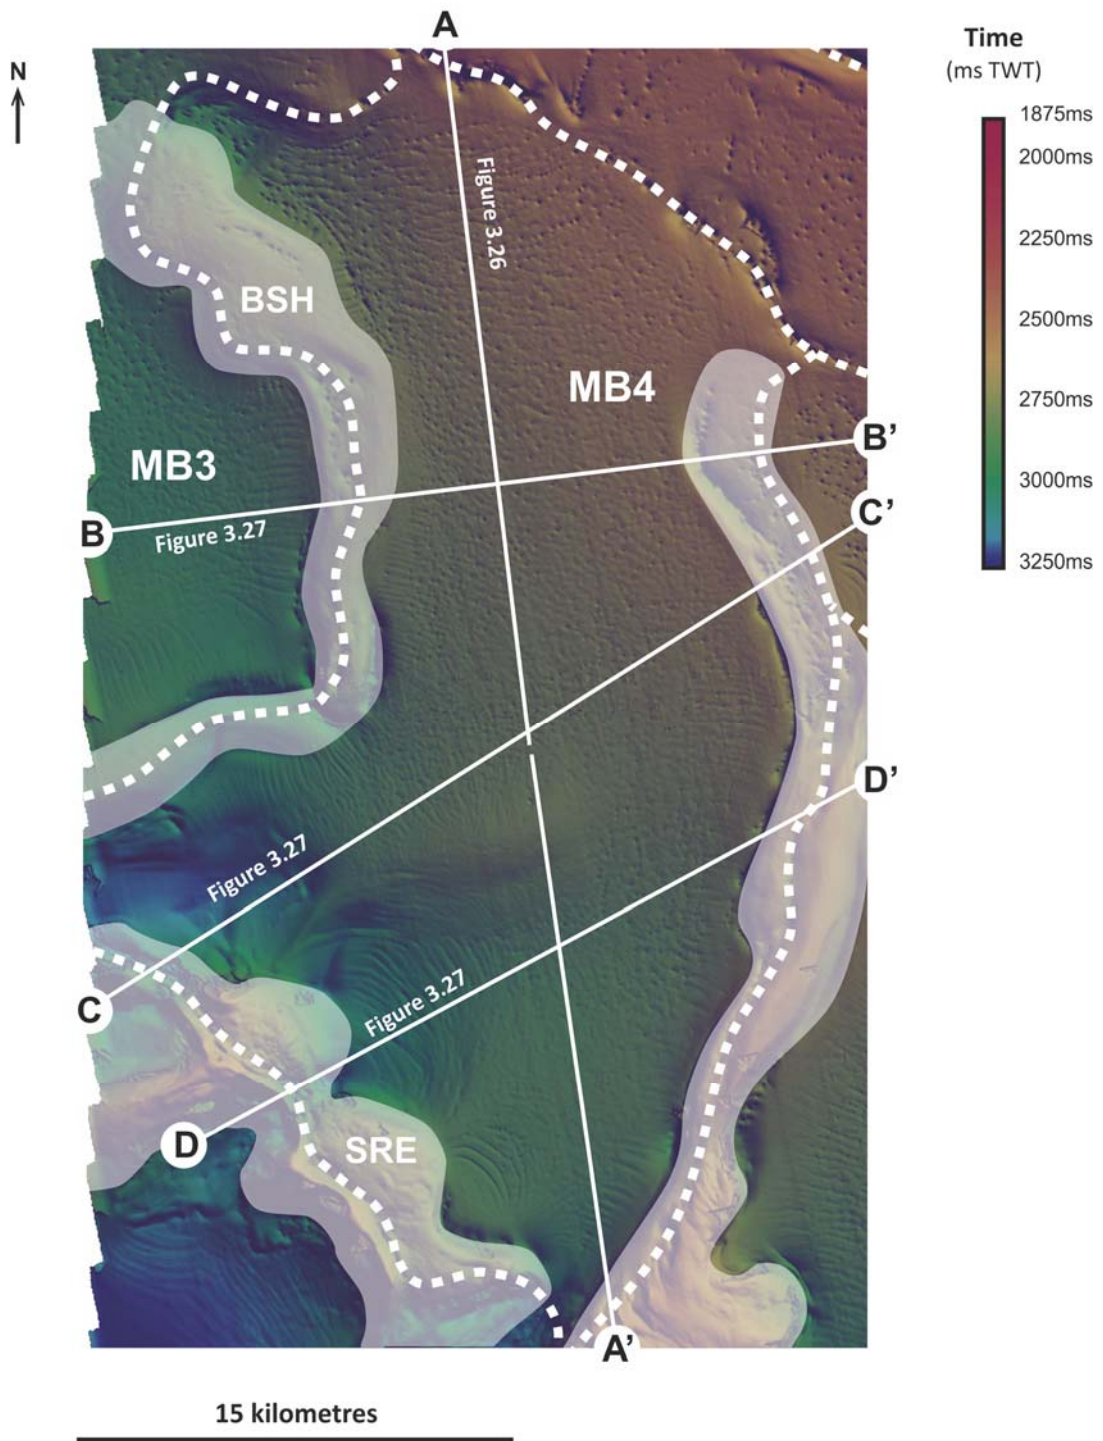 A
Time
(ms TWT)
N
1875ms
2000ms
2250ms
2500ms
2750ms
3000ms
3250ms
Figure 3.26
BSH
MB4
MB3
B'
C'
B
Figure 3.27
D'
Figure 3.27
Figure 3.27
C
D
SRE
A'
15 kilometres